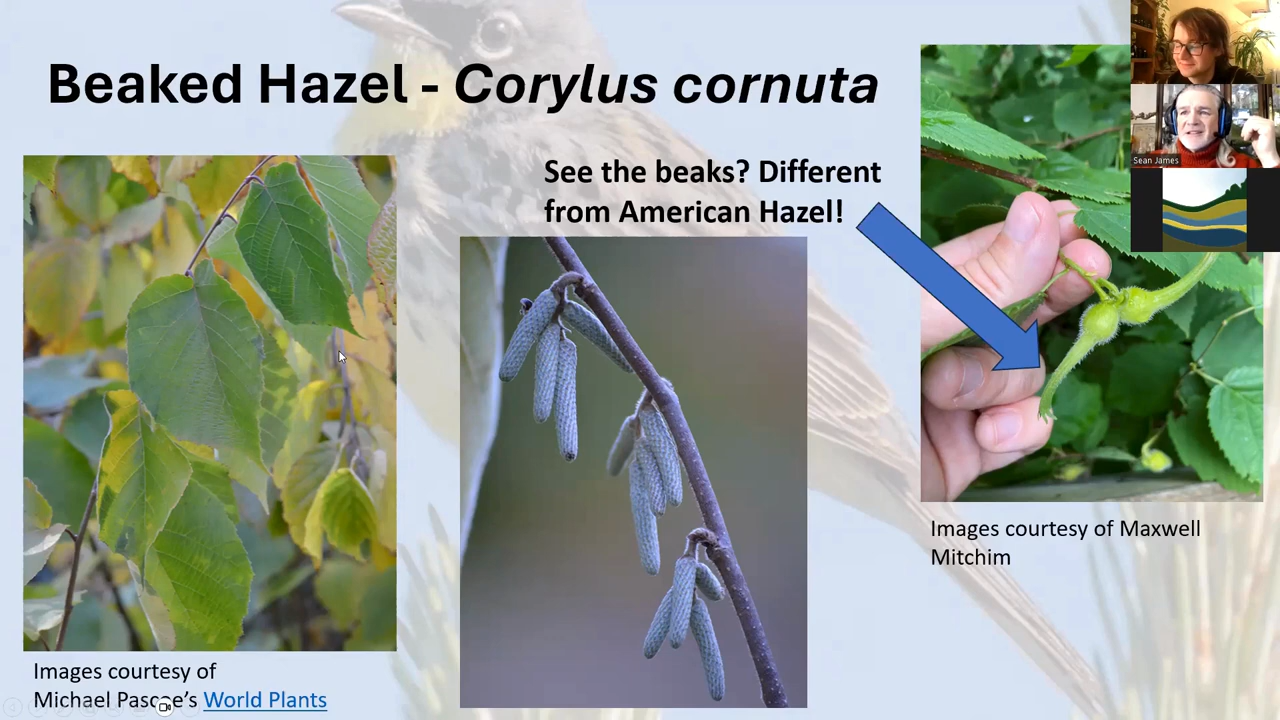 Beaked Hazel - Corylus cornuta
See the beaks? Different
from American Hazel!
Sean James
Images courtesy of Maxwell
Mitchim
Images courtesy of
Michael Pascoe's World Plants